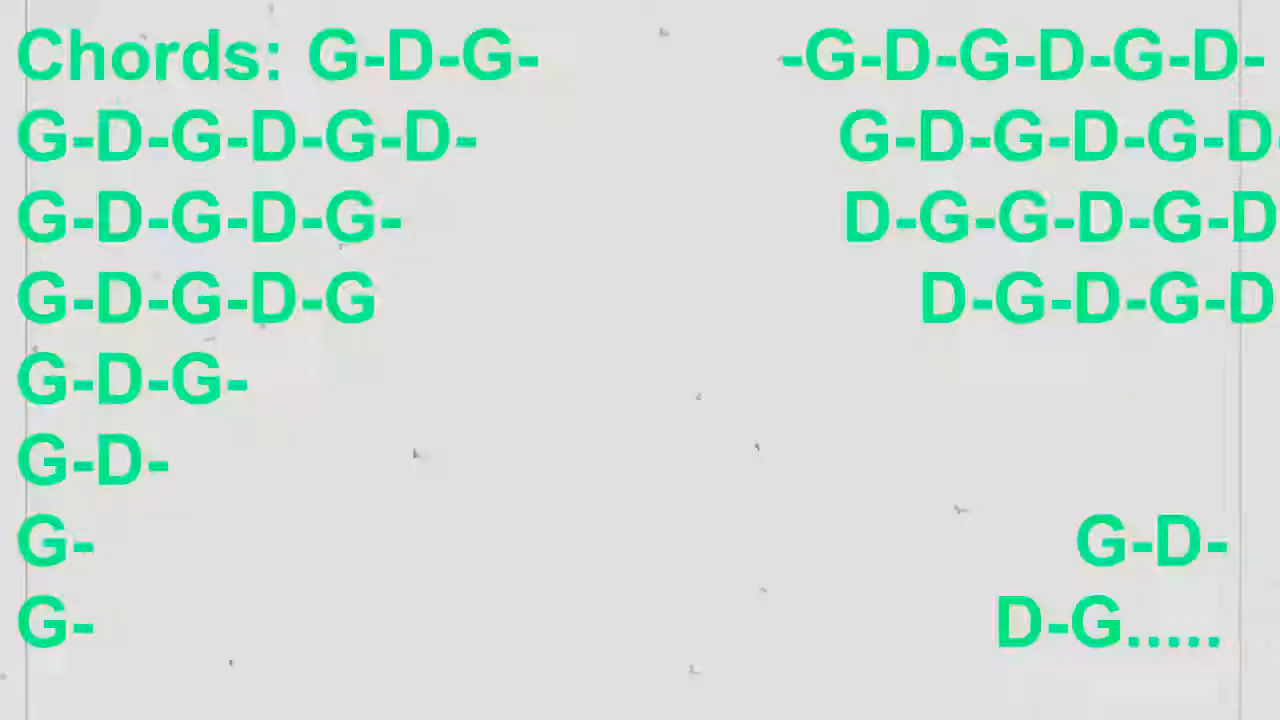 Chords: G-D-G- -G-D-G-D-G-D-
G-D-G-D-G-D- G-D-G-D-G-D-
G-D-G-D-G- D-G-G-D-G-D
G-D-G-D-G D-G-D-G-D
G-D-G-
G-D-
G- G-D-
G- D-G.....